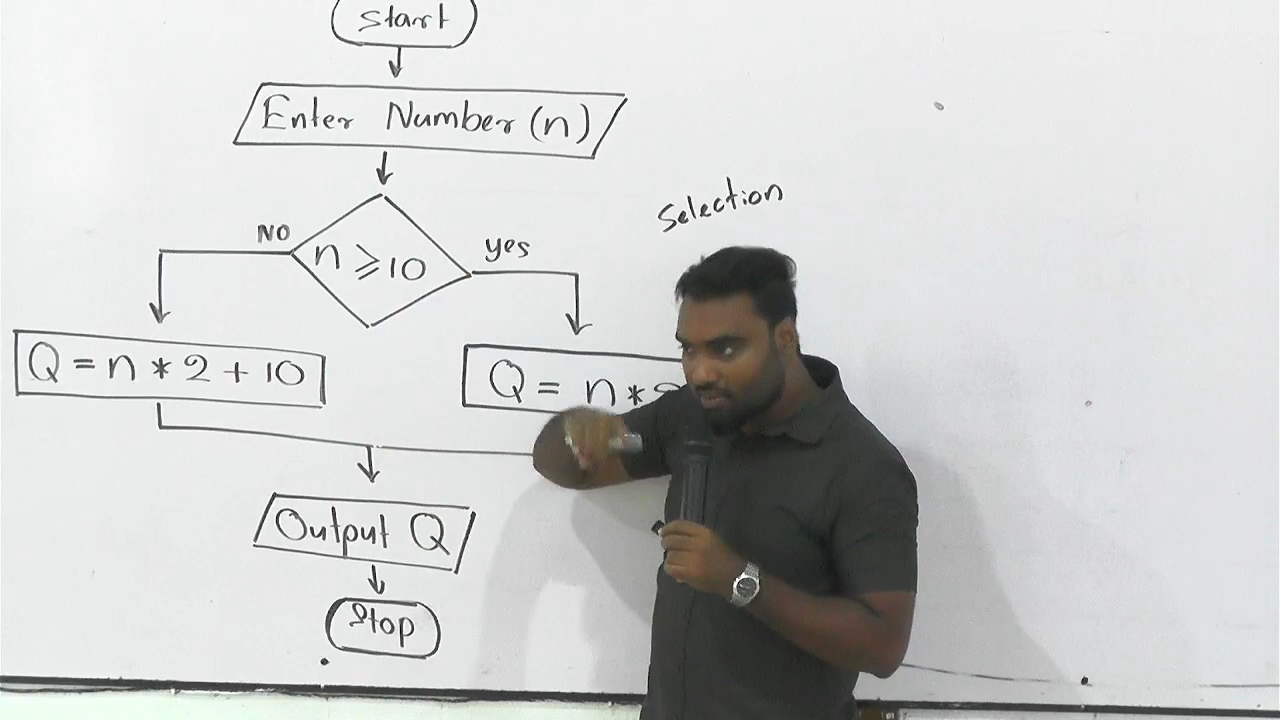 Start
Enter Number (n)
Selection
NO
yes
n ≥ 10
Q = n * 2 + 10
Q = n *
Output Q
Stop